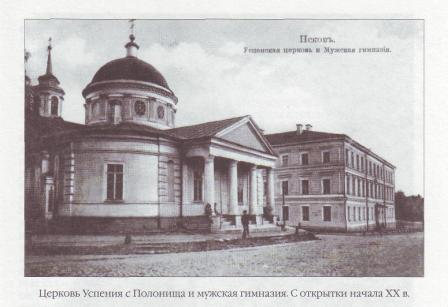 Псковъ.
Успенская церковь и Мужская гимназія.
Церковь Успения с Полонища и мужская гимназия. С открытки начала XX в.